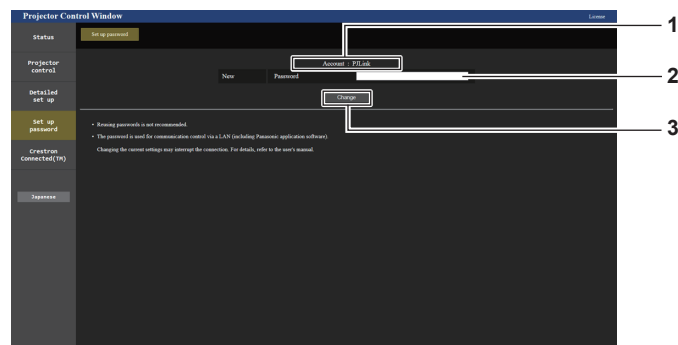 Projector Control Window
License
1
Status
Set up password
Projector
control
Account : PJLink
New Password
2
Detailed
set up
Change
3
Set up
password
• Reusing passwords is not recommended.
• The password is used for communication control via a LAN (including Panasonic application software).
Changing the current settings may interrupt the connection. For details, refer to the user's manual.
Crestron
Connected(TM)
Japanese